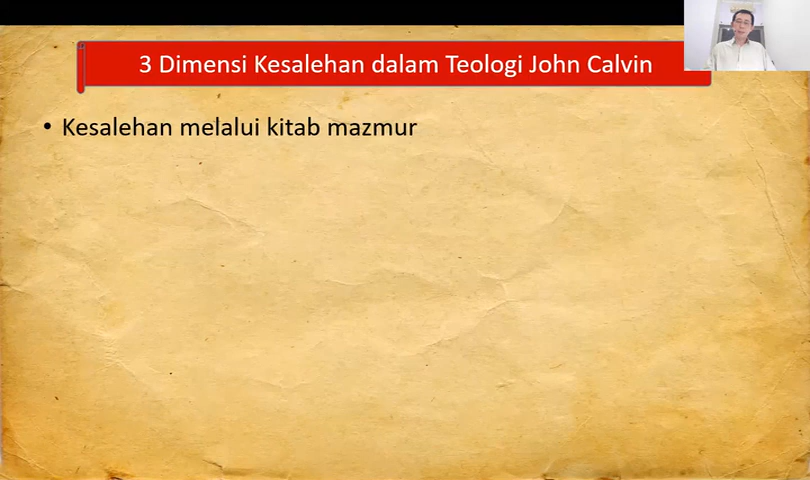 3 Dimensi Kesalehan dalam Teologi John Calvin
• Kesalehan melalui kitab mazmur